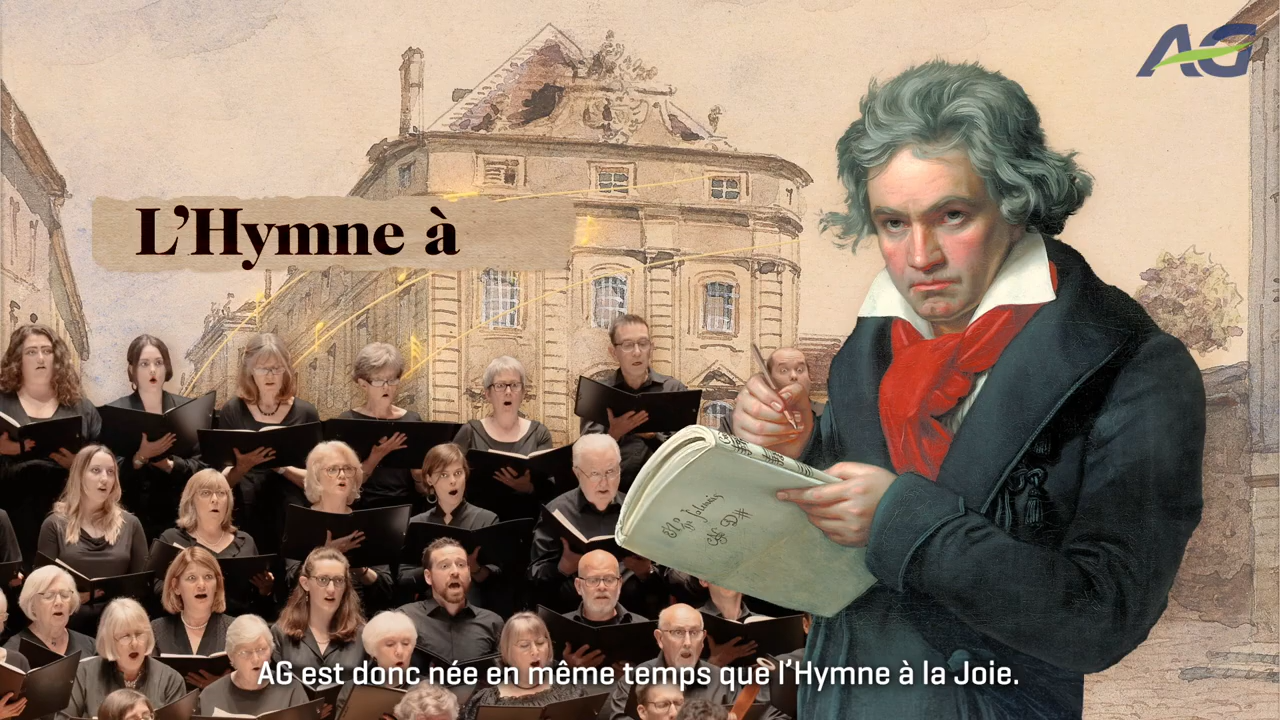 AG
L’Hymne à
AG est donc née en même temps que l’Hymne à la Joie.